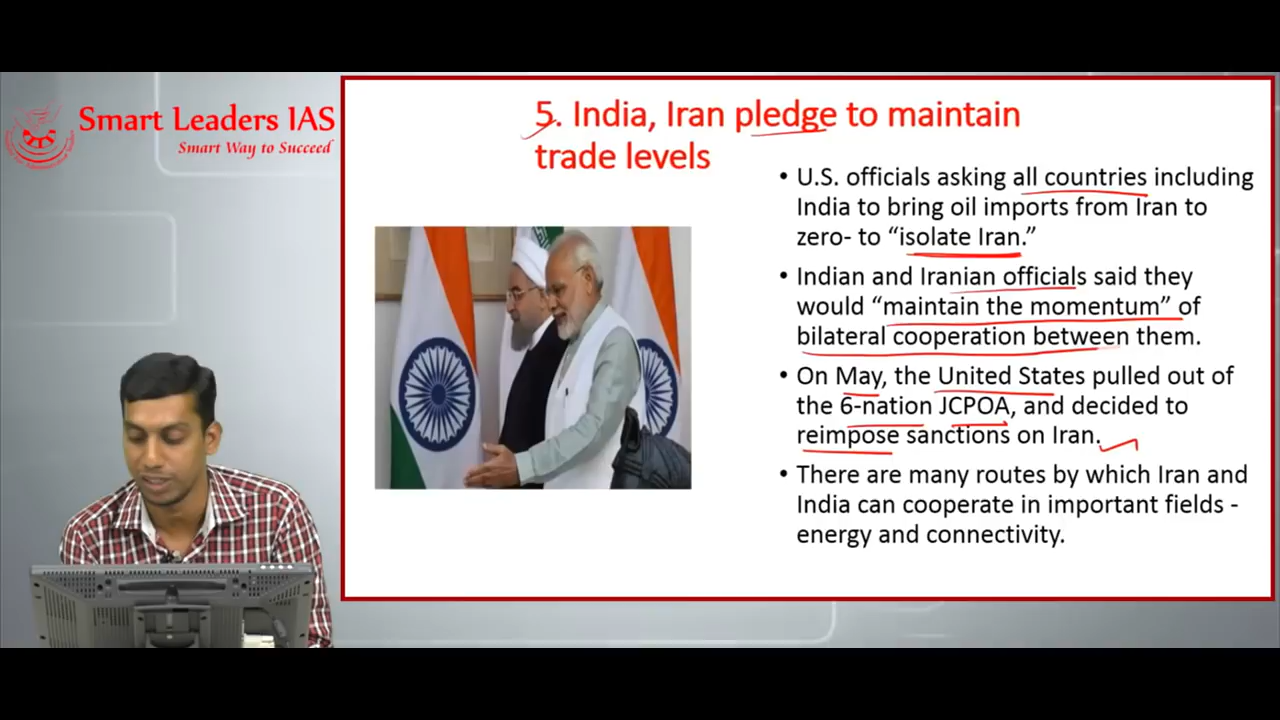 Smart Leaders IAS
Smart Way to Succeed
5. India, Iran pledge to maintain
trade levels
• U.S. officials asking all countries including
India to bring oil imports from Iran to
zero- to “isolate Iran.”
• Indian and Iranian officials said they
would “maintain the momentum” of
bilateral cooperation between them.
• On May, the United States pulled out of
the 6-nation JCPOA, and decided to
reimpose sanctions on Iran.
• There are many routes by which Iran and
India can cooperate in important fields -
energy and connectivity.